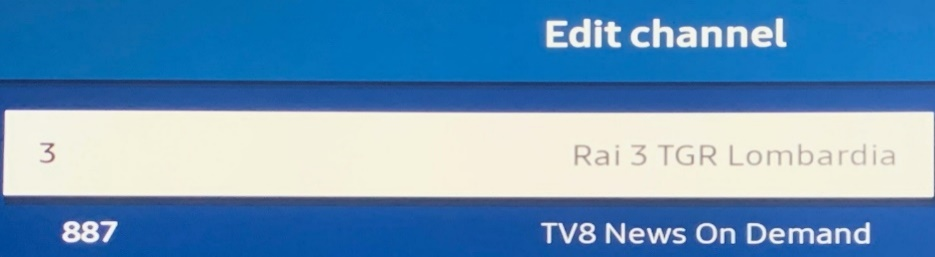 Edit channel
3 Rai 3 TGR Lombardia
887 TV8 News On Demand